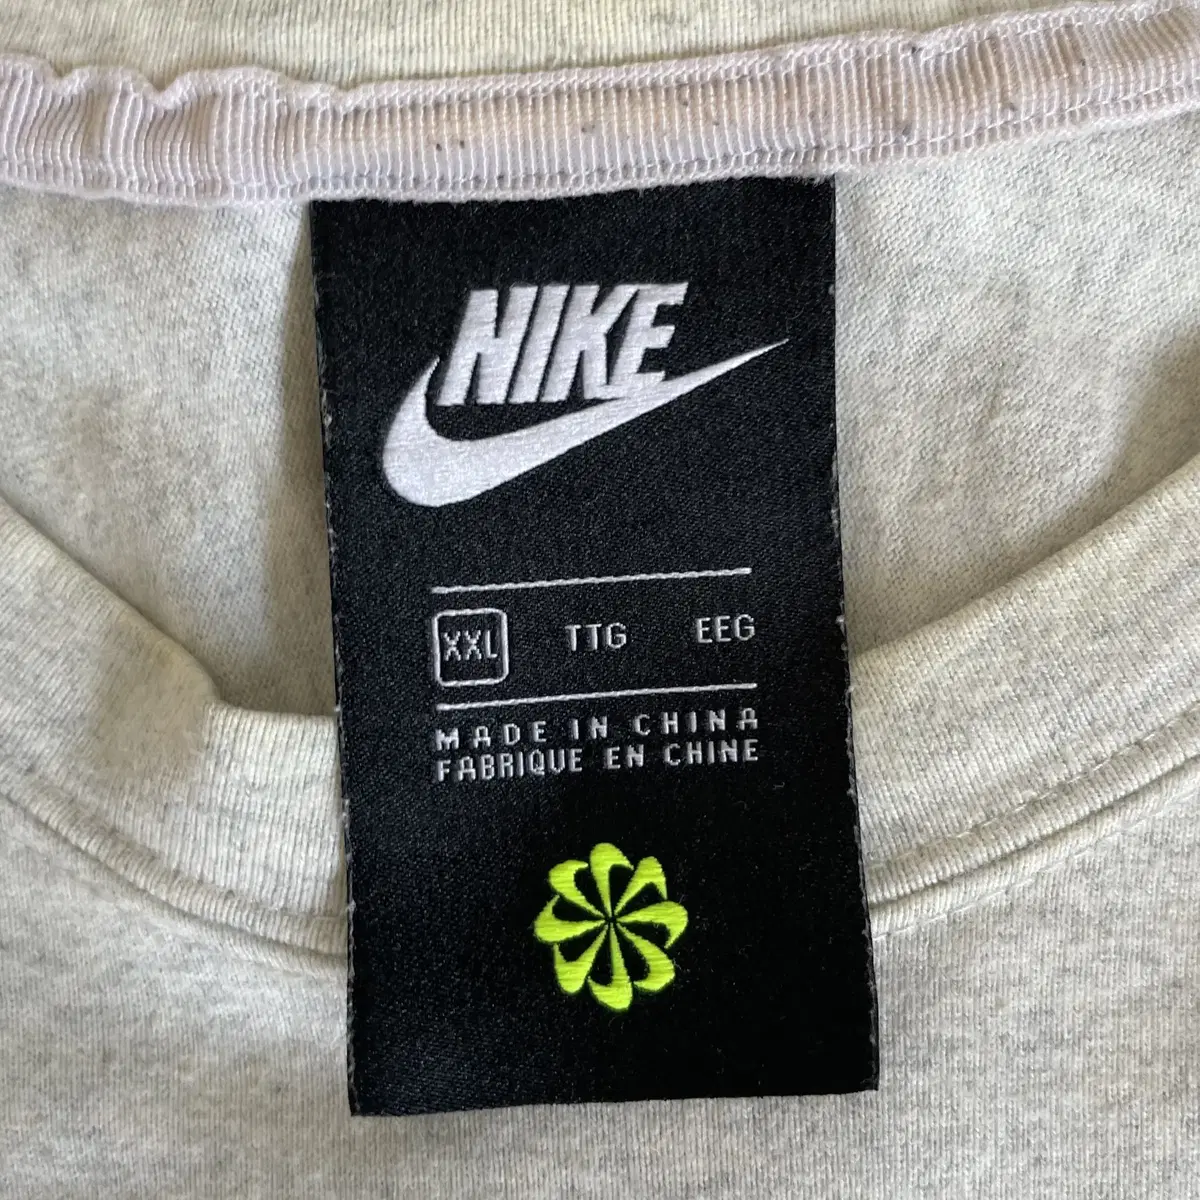 NIKE
XXL TTG EEG
MADE IN CHINA
FABRIQUE EN CHINE